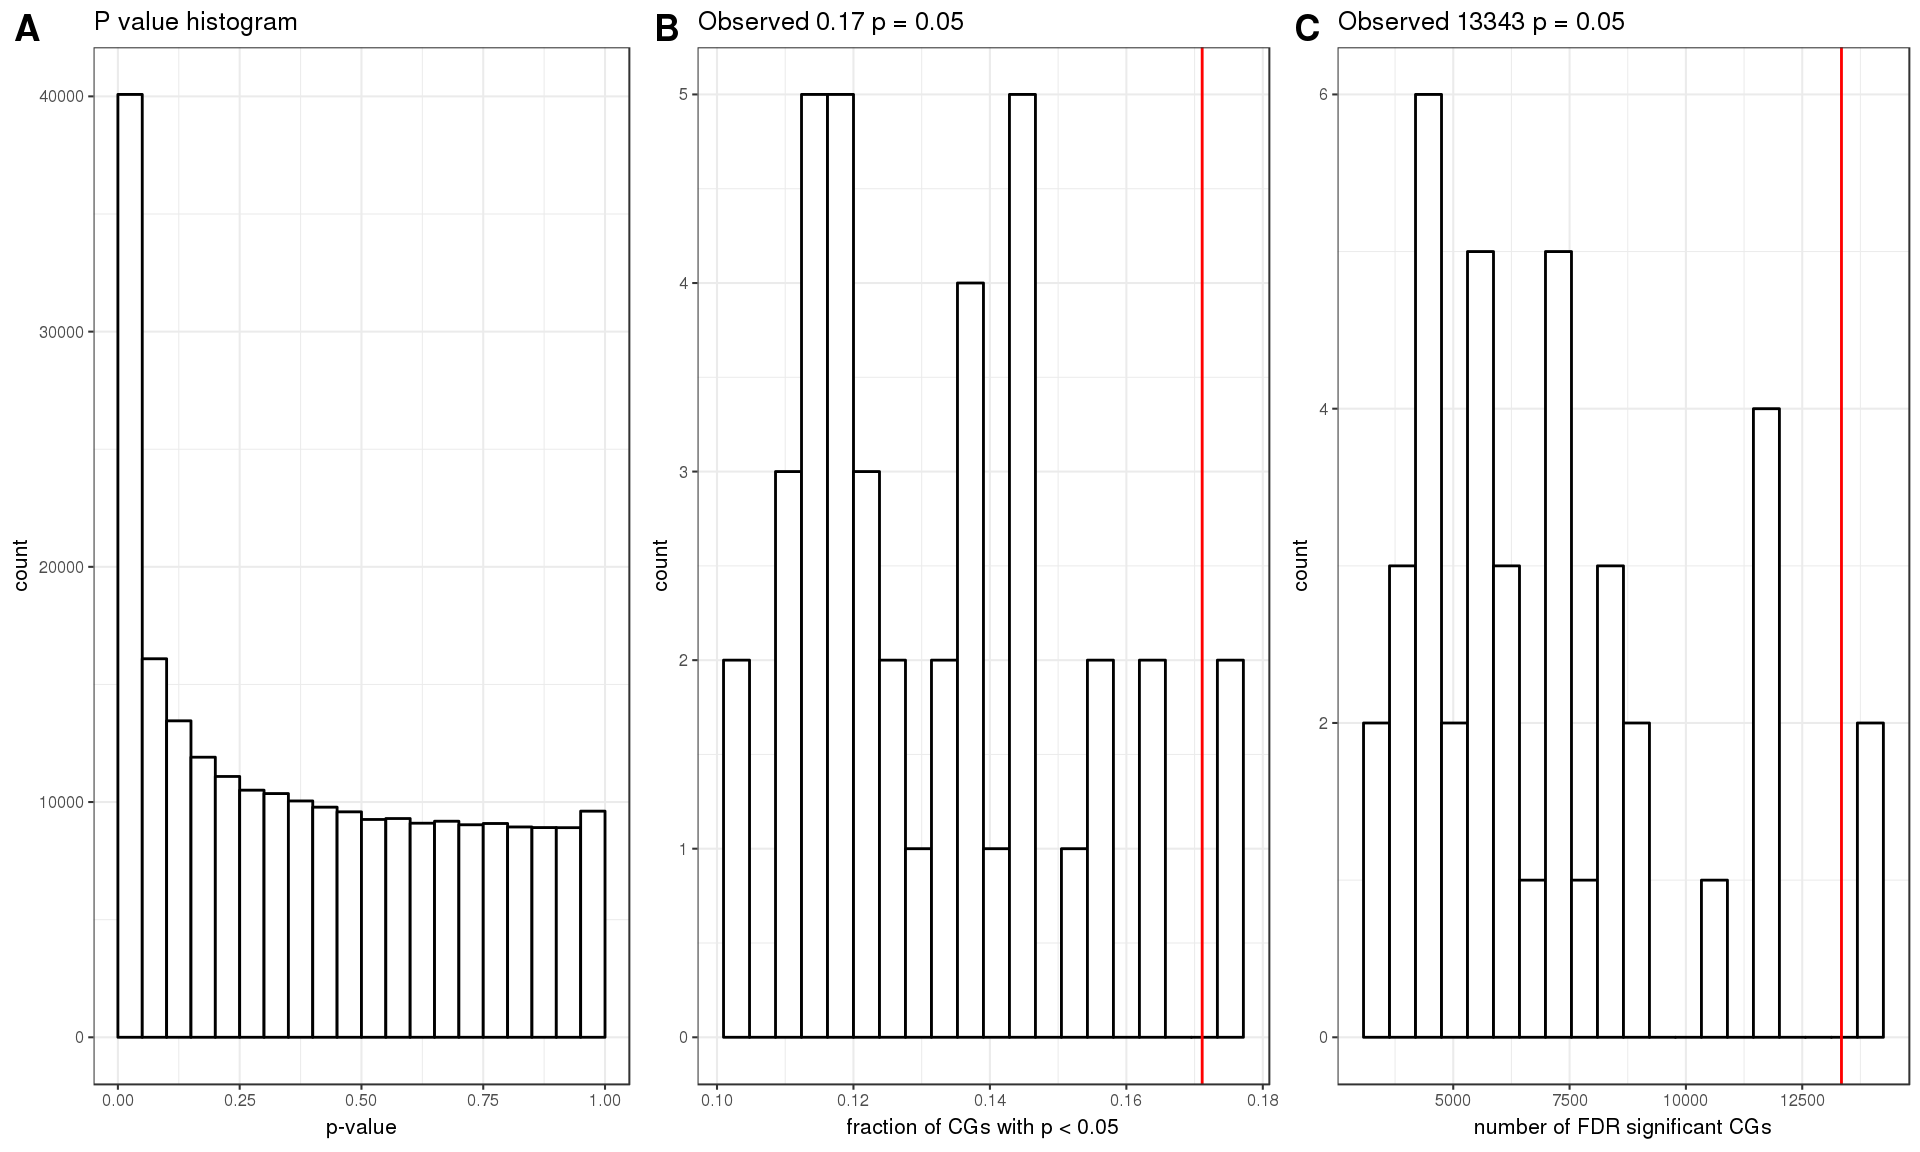 A
P value histogram
count
40000
30000
20000
10000
0
0.00 0.25 0.50 0.75 1.00
p-value
B
Observed 0.17 p = 0.05
count
5
4
3
2
1
0
0.10 0.12 0.14 0.16 0.18
fraction of CGs with p < 0.05
C
Observed 13343 p = 0.05
count
6
4
2
0
5000 7500 10000 12500
number of FDR significant CGs